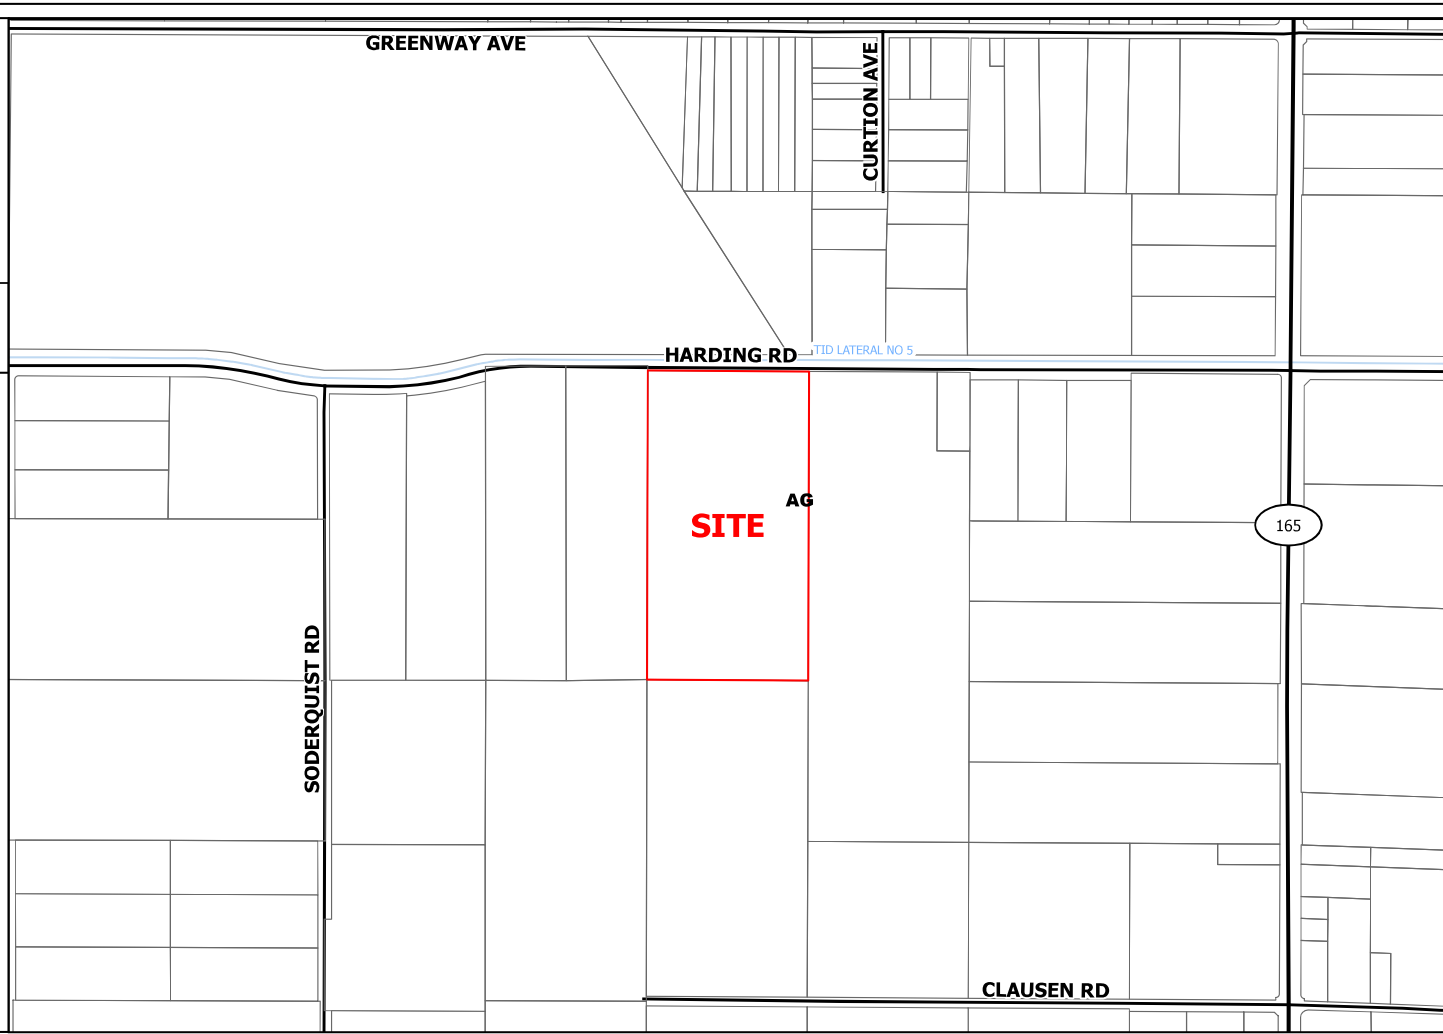 GREENWAY AVE
CURTION AVE
HARDING RD
TID LATERAL NO 5
AG
SITE
165
SODERQUIST RD
CLAUSEN RD